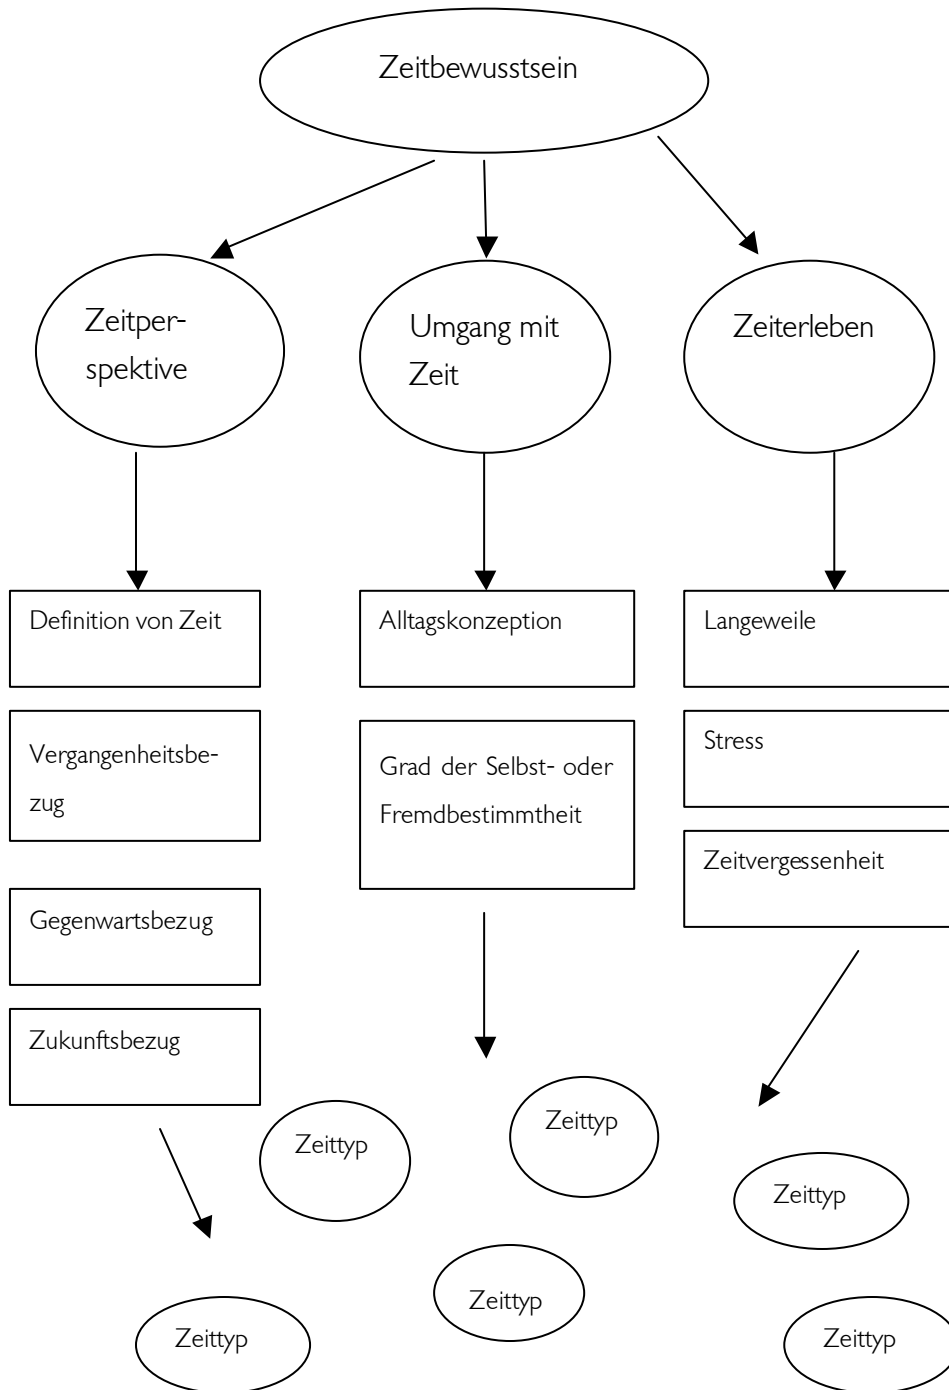 Zeitbewusstsein
Zeitper-
spektive
Umgang mit
Zeit
Zeiterleben
Definition von Zeit
Vergangenheitsbe-
zug
Gegenwartsbezug
Zukunftsbezug
Alltagskonzeption
Grad der Selbst- oder
Fremdbestimmtheit
Langeweile
Stress
Zeitvergessenheit
Zeittyp
Zeittyp
Zeittyp
Zeittyp
Zeittyp
Zeittyp